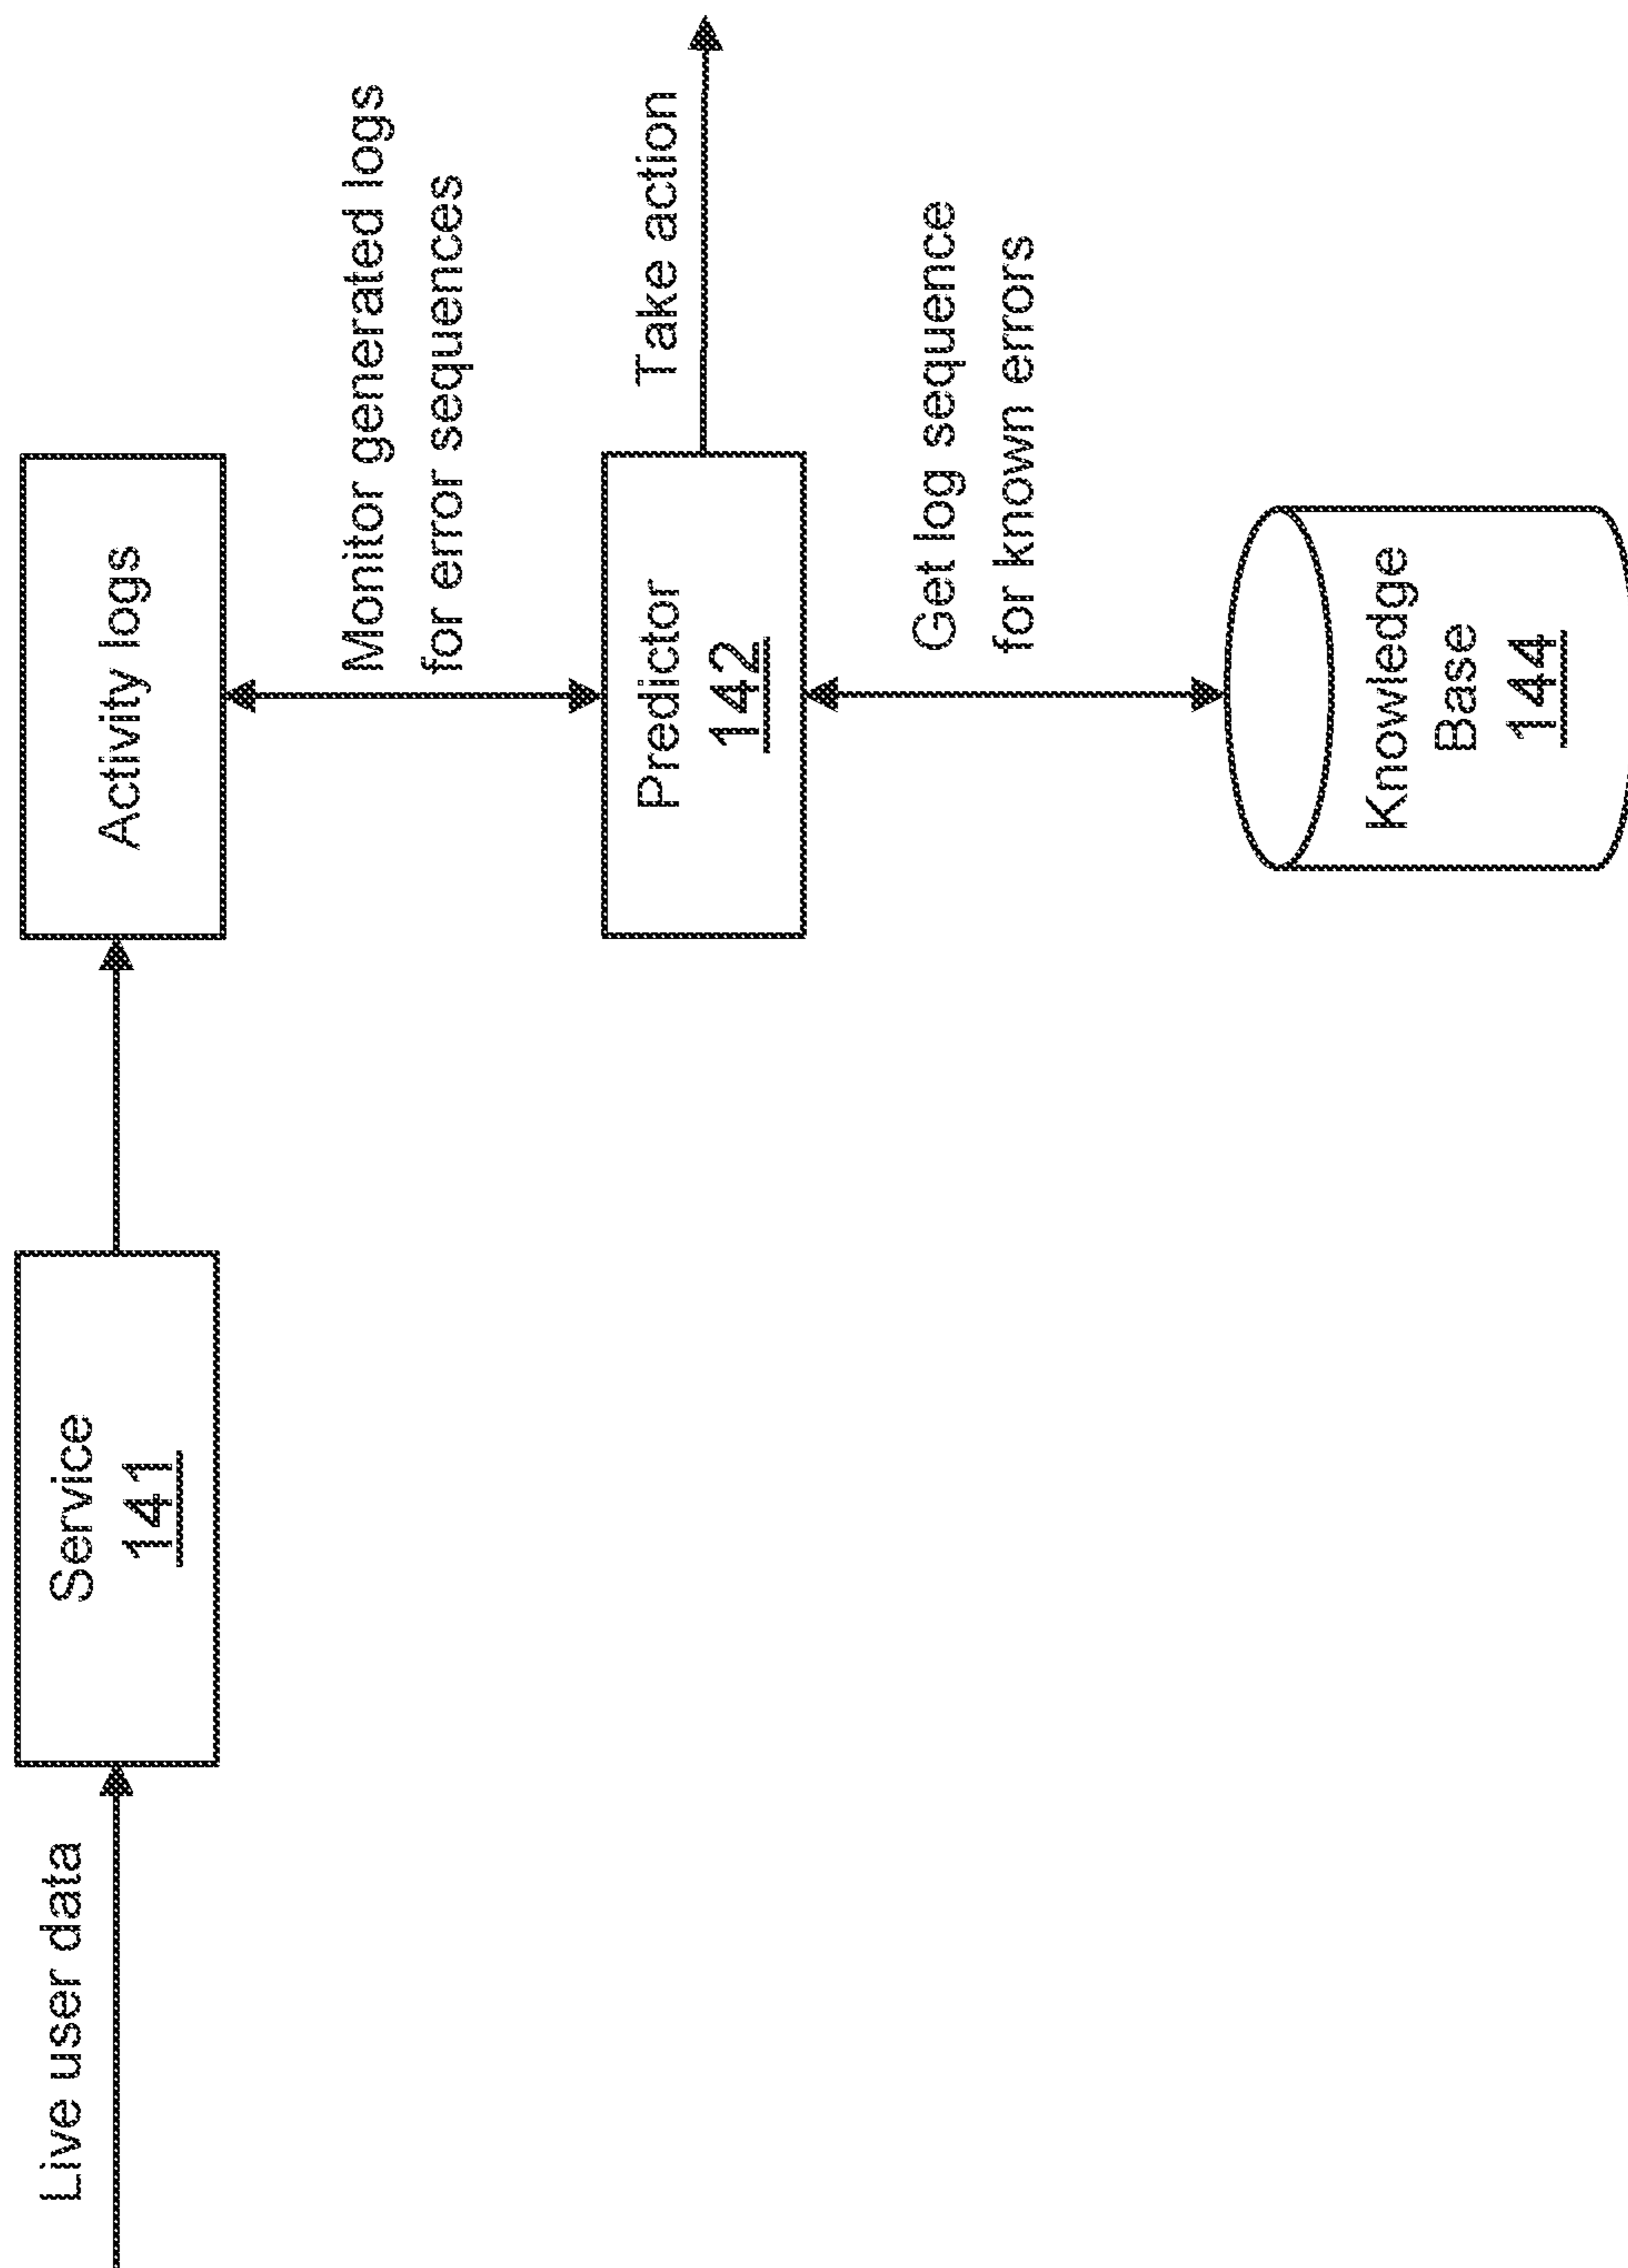 Live user data
Service
141
Activity logs
Monitor generated logs
for error sequences
Predictor
142
Take action
Get log sequence
for known errors
Knowledge
Base
144